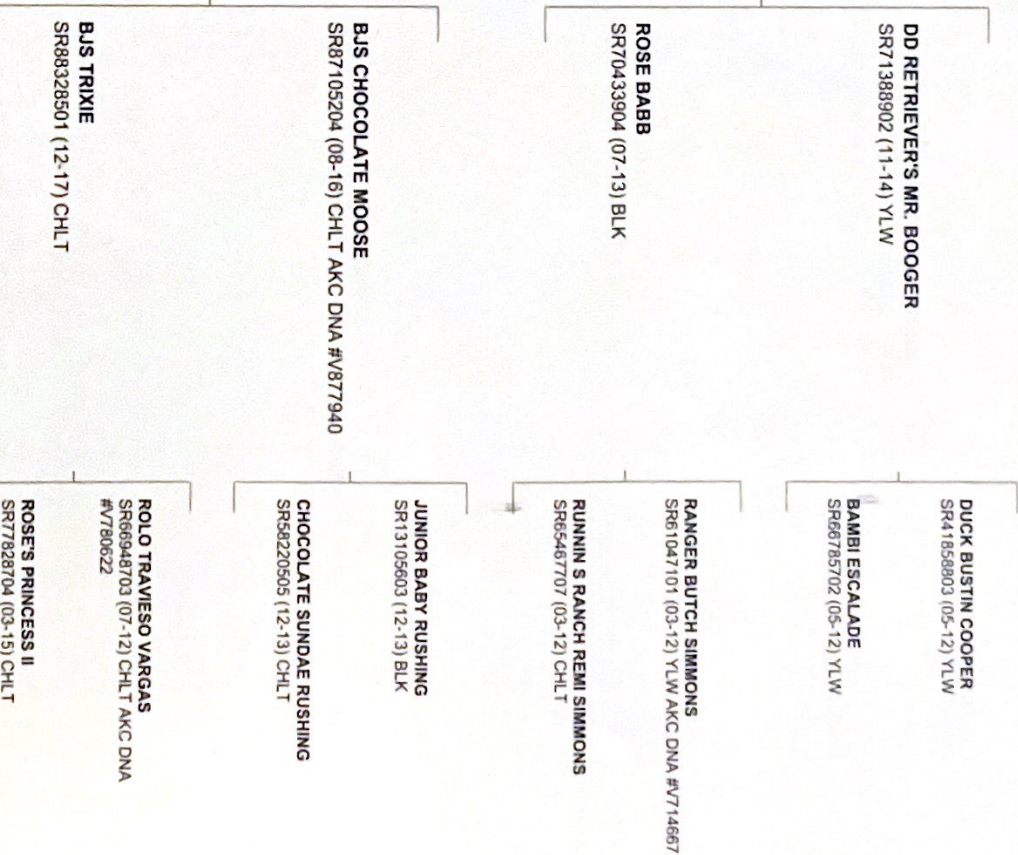 DD RETRIEVER'S MR. BOOGER
SR71388902 (11-14) YLW
ROSE BABB
SR70433904 (07-13) BLK
BJS CHOCOLATE MOOSE
SR87105204 (08-16) CHLT AKC DNA #V877940
BJS TRIXIE
SR88328501 (12-17) CHLT
DUCK BUSTIN COOPER
SR41858803 (05-12) YLW
BAMBI ESCALADE
SR66785702 (05-12) YLW
RANGER BUTCH SIMMONS
SR61047101 (03-12) YLW AKC DNA #V714667
RUNNIN S RANCH REMI SIMMONS
SR65467707 (03-12) CHLT
JUNIOR BABY RUSHING
SR13105603 (12-13) BLK
CHOCOLATE SUNDAE RUSHING
SR58220505 (12-13) CHLT
ROLO TRAVIESO VARGAS
SR66948703 (07-12) CHLT AKC DNA
#V780622
ROSE'S PRINCESS II
SR77828704 (03-15) CHLT